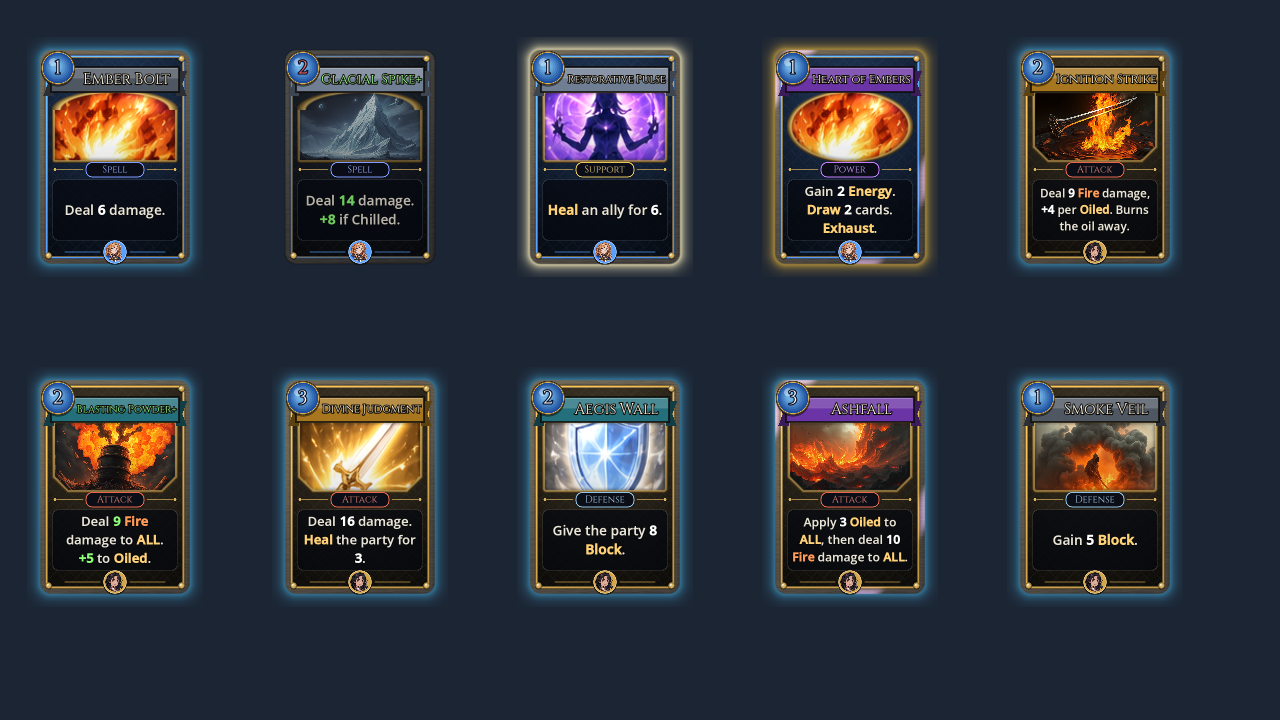 1
EMBER BOLT
SPELL
Deal 6 damage.
2
GLACIAL SPIKE+
SPELL
Deal 14 damage.
+8 if Chilled.
1
RESTORATIVE PULSE
SUPPORT
Heal an ally for 6.
1
HEART OF EMBERS
POWER
Gain 2 Energy.
Draw 2 cards.
Exhaust.
2
IGNITION STRIKE
ATTACK
Deal 9 Fire damage,
+4 per Oiled. Burns
the oil away.
2
BLASTING POWDER+
ATTACK
Deal 9 Fire
damage to ALL.
+5 to Oiled.
3
DIVINE JUDGMENT
ATTACK
Deal 16 damage.
Heal the party for
3.
2
AEGIS WALL
DEFENSE
Give the party 8
Block.
3
ASHFALL
ATTACK
Apply 3 Oiled to
ALL, then deal 10
Fire damage to ALL.
1
SMOKE VEIL
DEFENSE
Gain 5 Block.